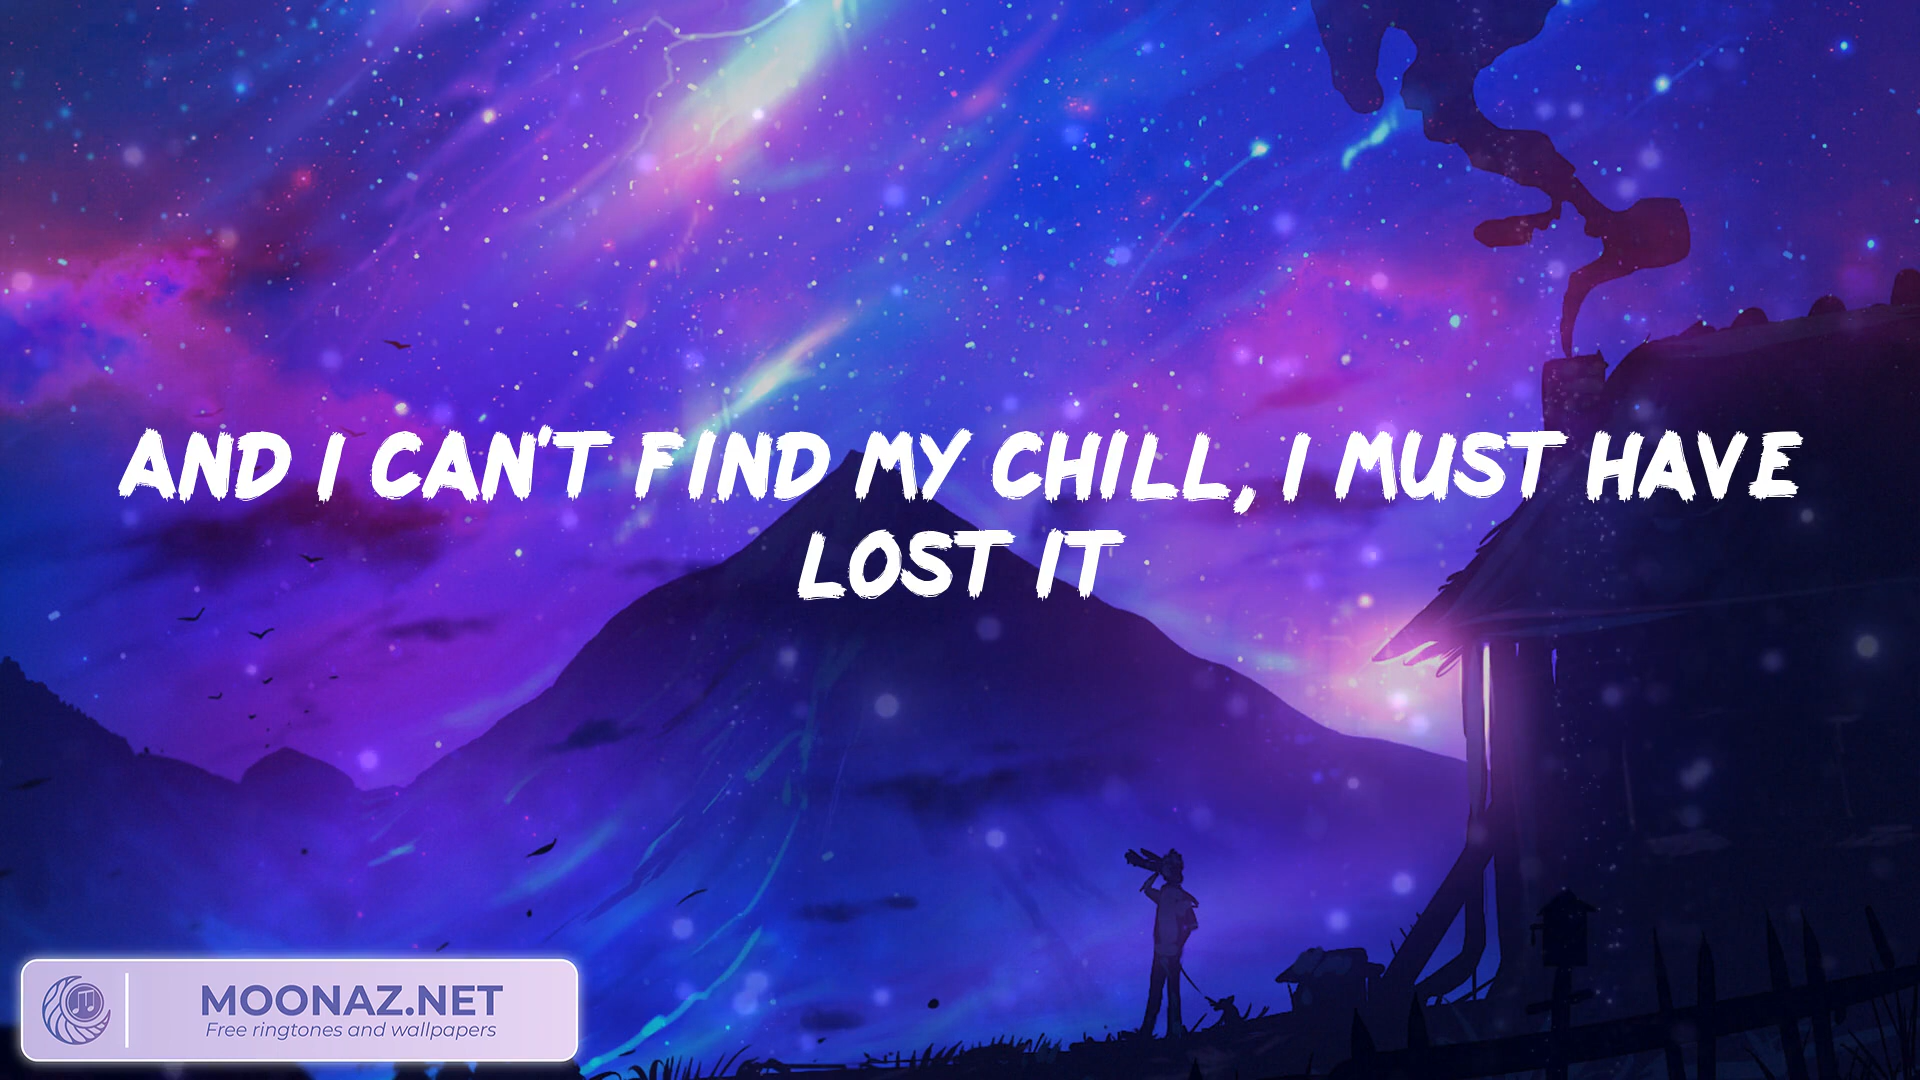 AND I CAN'T FIND MY CHILL, I MUST HAVE
LOST IT
MOONAZ.NET
Free ringtones and wallpapers